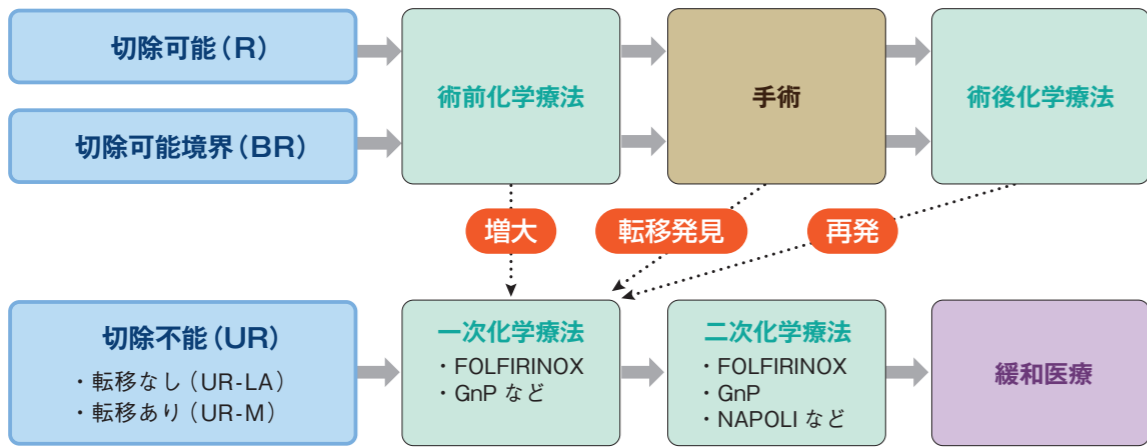 切除可能（R）
術前化学療法
手術
術後化学療法
切除可能境界（BR）
増大
転移発見
再発
切除不能（UR）
・転移なし（UR-LA）
・転移あり（UR-M）
一次化学療法
・FOLFIRINOX
・GnP など
二次化学療法
・FOLFIRINOX
・GnP
・NAPOLI など
緩和医療